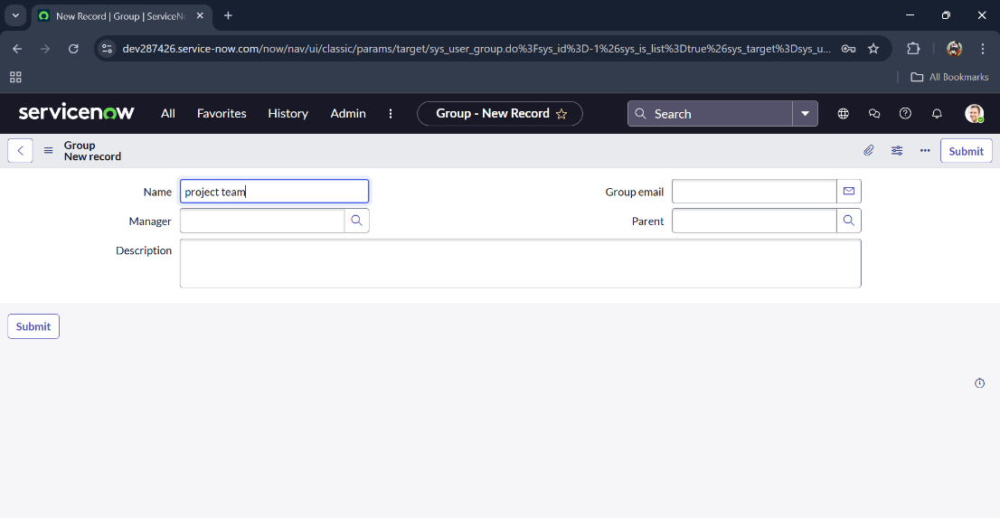 New Record | Group | ServiceN
dev287426.service-now.com/now/nav/ui/classic/params/target/sys_user_group.do%3Fsys_id%3D-1%26sys_is_list%3Dtrue%26sys_target%3Dsys_u...
All Bookmarks
servicenow All Favorites History Admin Group - New Record Search
Group
New record
Submit
Name project team Group email
Manager Parent
Description
Submit